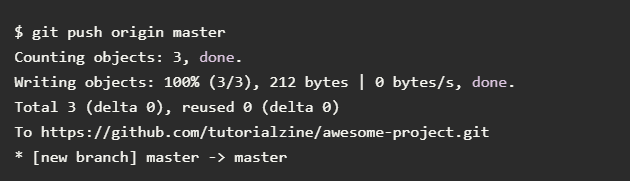 $ git push origin master
Counting objects: 3, done.
Writing objects: 100% (3/3), 212 bytes | 0 bytes/s, done.
Total 3 (delta 0), reused 0 (delta 0)
To https://github.com/tutorialzine/awesome-project.git
* [new branch] master -> master